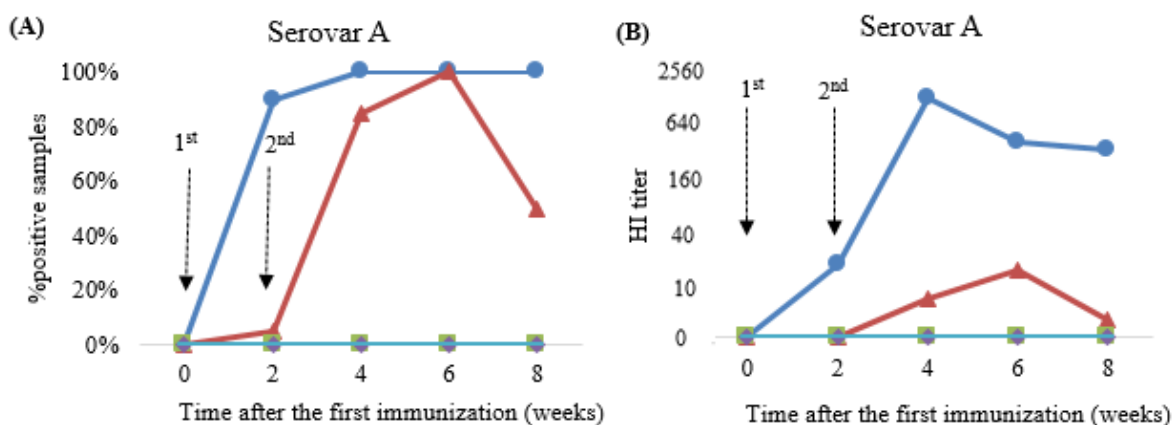 (A)
Serovar A
%positive samples
100%
80%
60%
40%
20%
0%
1st
2nd
0 2 4 6 8
Time after the first immunization (weeks)
(B)
Serovar A
HI titer
2560
640
160
40
10
0
1st
2nd
0 2 4 6 8
Time after the first immunization (weeks)